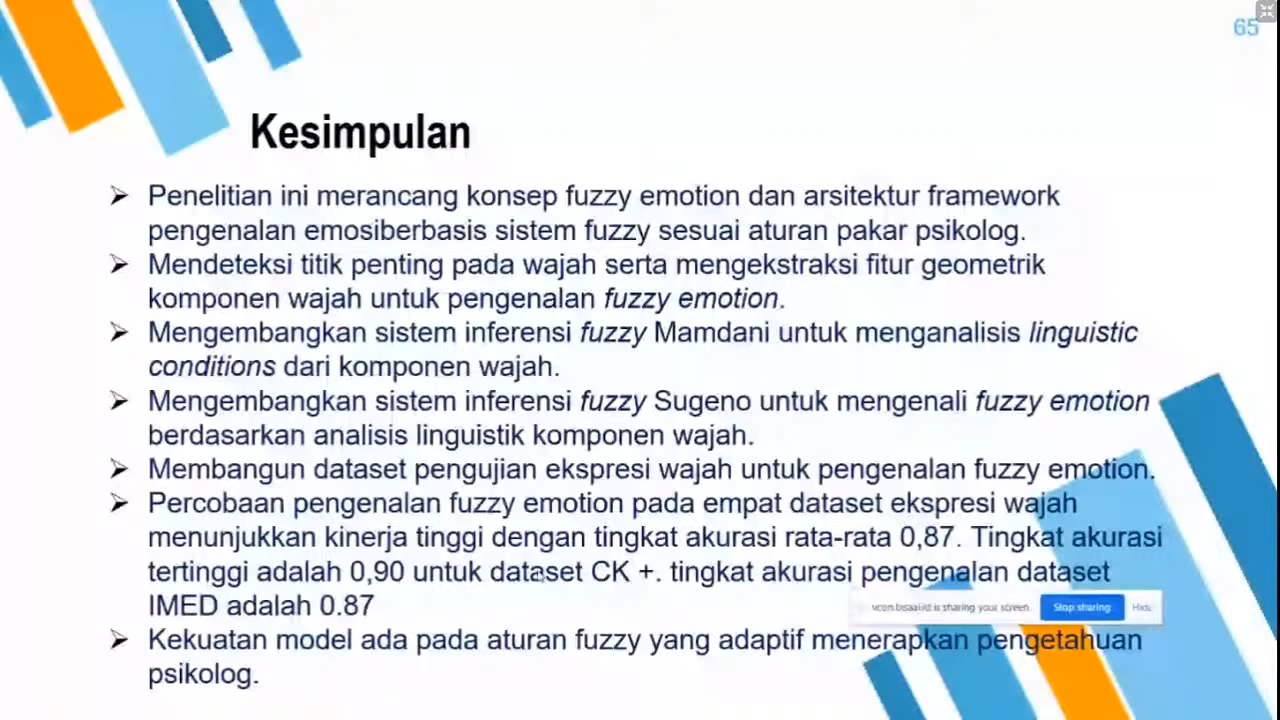 65
Kesimpulan
Penelitian ini merancang konsep fuzzy emotion dan arsitektur framework
pengenalan emosiberbasis sistem fuzzy sesuai aturan pakar psikolog.
Mendeteksi titik penting pada wajah serta mengekstraksi fitur geometrik
komponen wajah untuk pengenalan fuzzy emotion.
Mengembangkan sistem inferensi fuzzy Mamdani untuk menganalisis linguistic
conditions dari komponen wajah.
Mengembangkan sistem inferensi fuzzy Sugeno untuk mengenali fuzzy emotion
berdasarkan analisis linguistik komponen wajah.
Membangun dataset pengujian ekspresi wajah untuk pengenalan fuzzy emotion.
Percobaan pengenalan fuzzy emotion pada empat dataset ekspresi wajah
menunjukkan kinerja tinggi dengan tingkat akurasi rata-rata 0,87. Tingkat akurasi
tertinggi adalah 0,90 untuk dataset CK +. tingkat akurasi pengenalan dataset
IMED adalah 0.87
is sharing your screen. Stop sharing Hide
Kekuatan model ada pada aturan fuzzy yang adaptif menerapkan pengetahuan
psikolog.